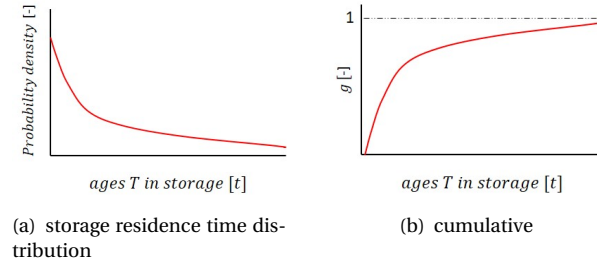 Probability density [-]
ages T in storage [t]
(a) storage residence time dis-
tribution
1
g [-]
ages T in storage [t]
(b) cumulative